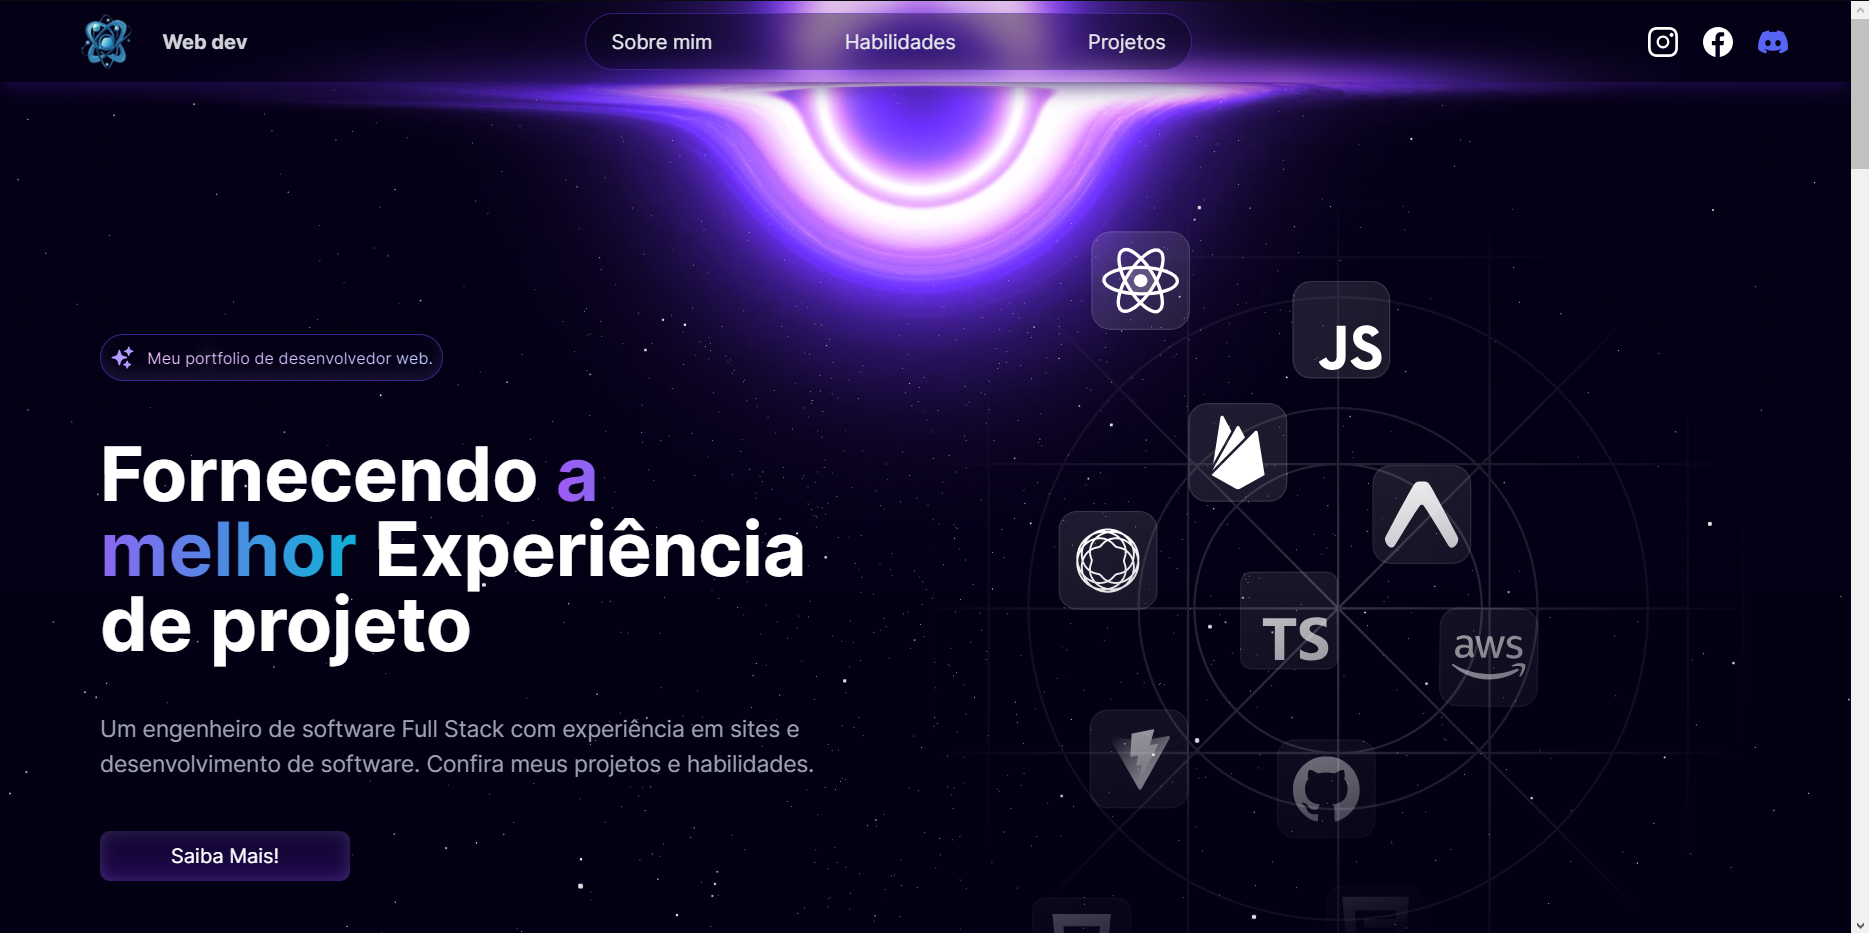 Web dev
Sobre mim
Habilidades
Projetos
Meu portfolio de desenvolvedor web.
Fornecendo a
melhor Experiência
de projeto
Um engenheiro de software Full Stack com experiência em sites e
desenvolvimento de software. Confira meus projetos e habilidades.
Saiba Mais!
JS
TS
aws